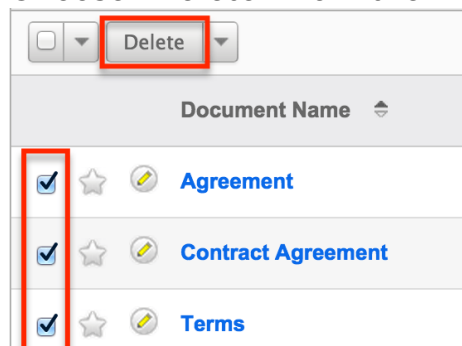 Delete
Document Name
Agreement
Contract Agreement
Terms